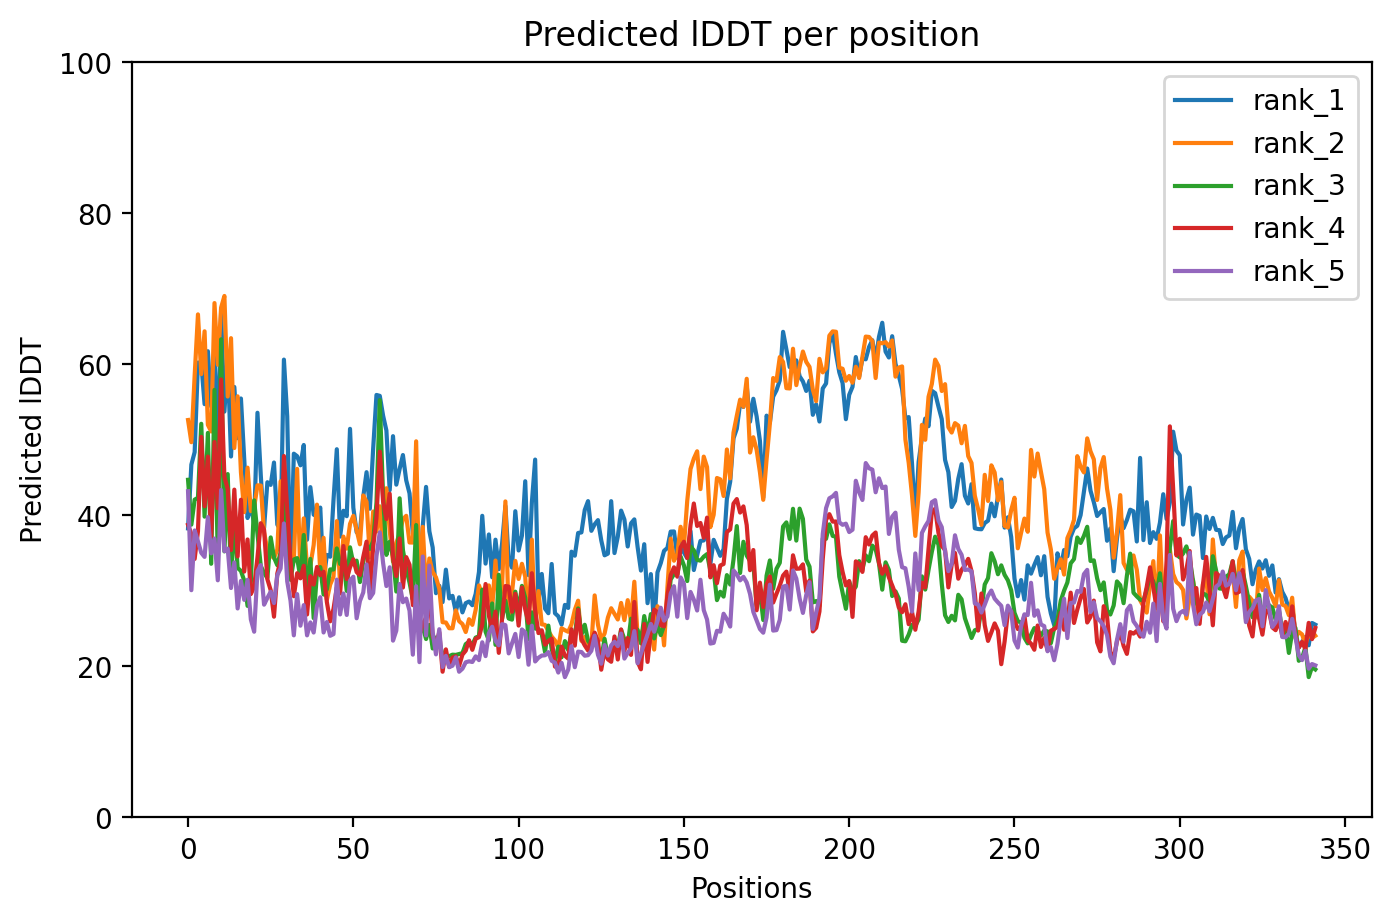 Predicted lDDT per position
100
80
60
40
20
0
Predicted lDDT
rank_1
rank_2
rank_3
rank_4
rank_5
0 50 100 150 200 250 300 350
Positions